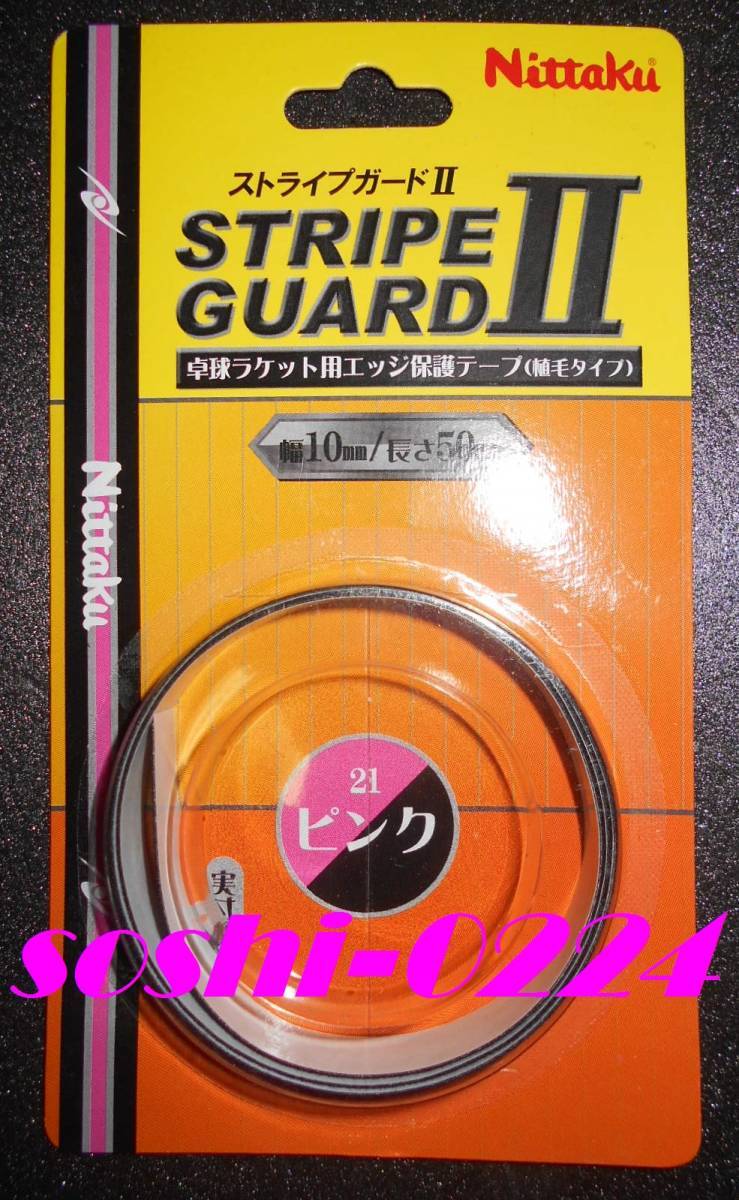 Nittaku®
ストライプガードⅡ
STRIPE
GUARD Ⅱ
卓球ラケット用エッジ保護テープ(植毛タイプ)
幅10mm/長さ50
Nittaku
21
ピンク
実寸
soshi-0224